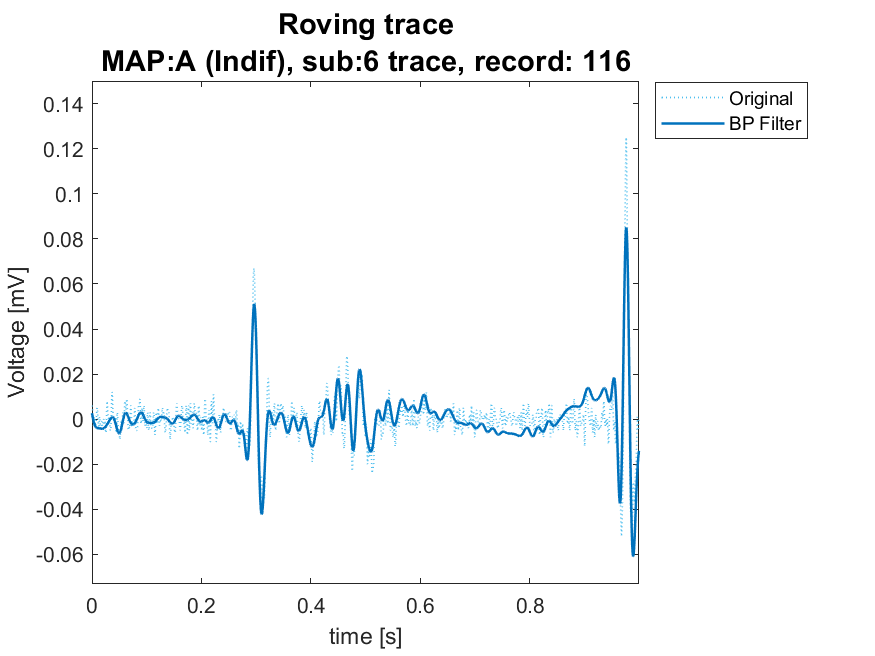 Roving trace
MAP:A (Indif), sub:6 trace, record: 116
Original
BP Filter
0.14
0.12
0.1
0.08
0.06
0.04
0.02
0
-0.02
-0.04
-0.06
Voltage [mV]
0 0.2 0.4 0.6 0.8
time [s]